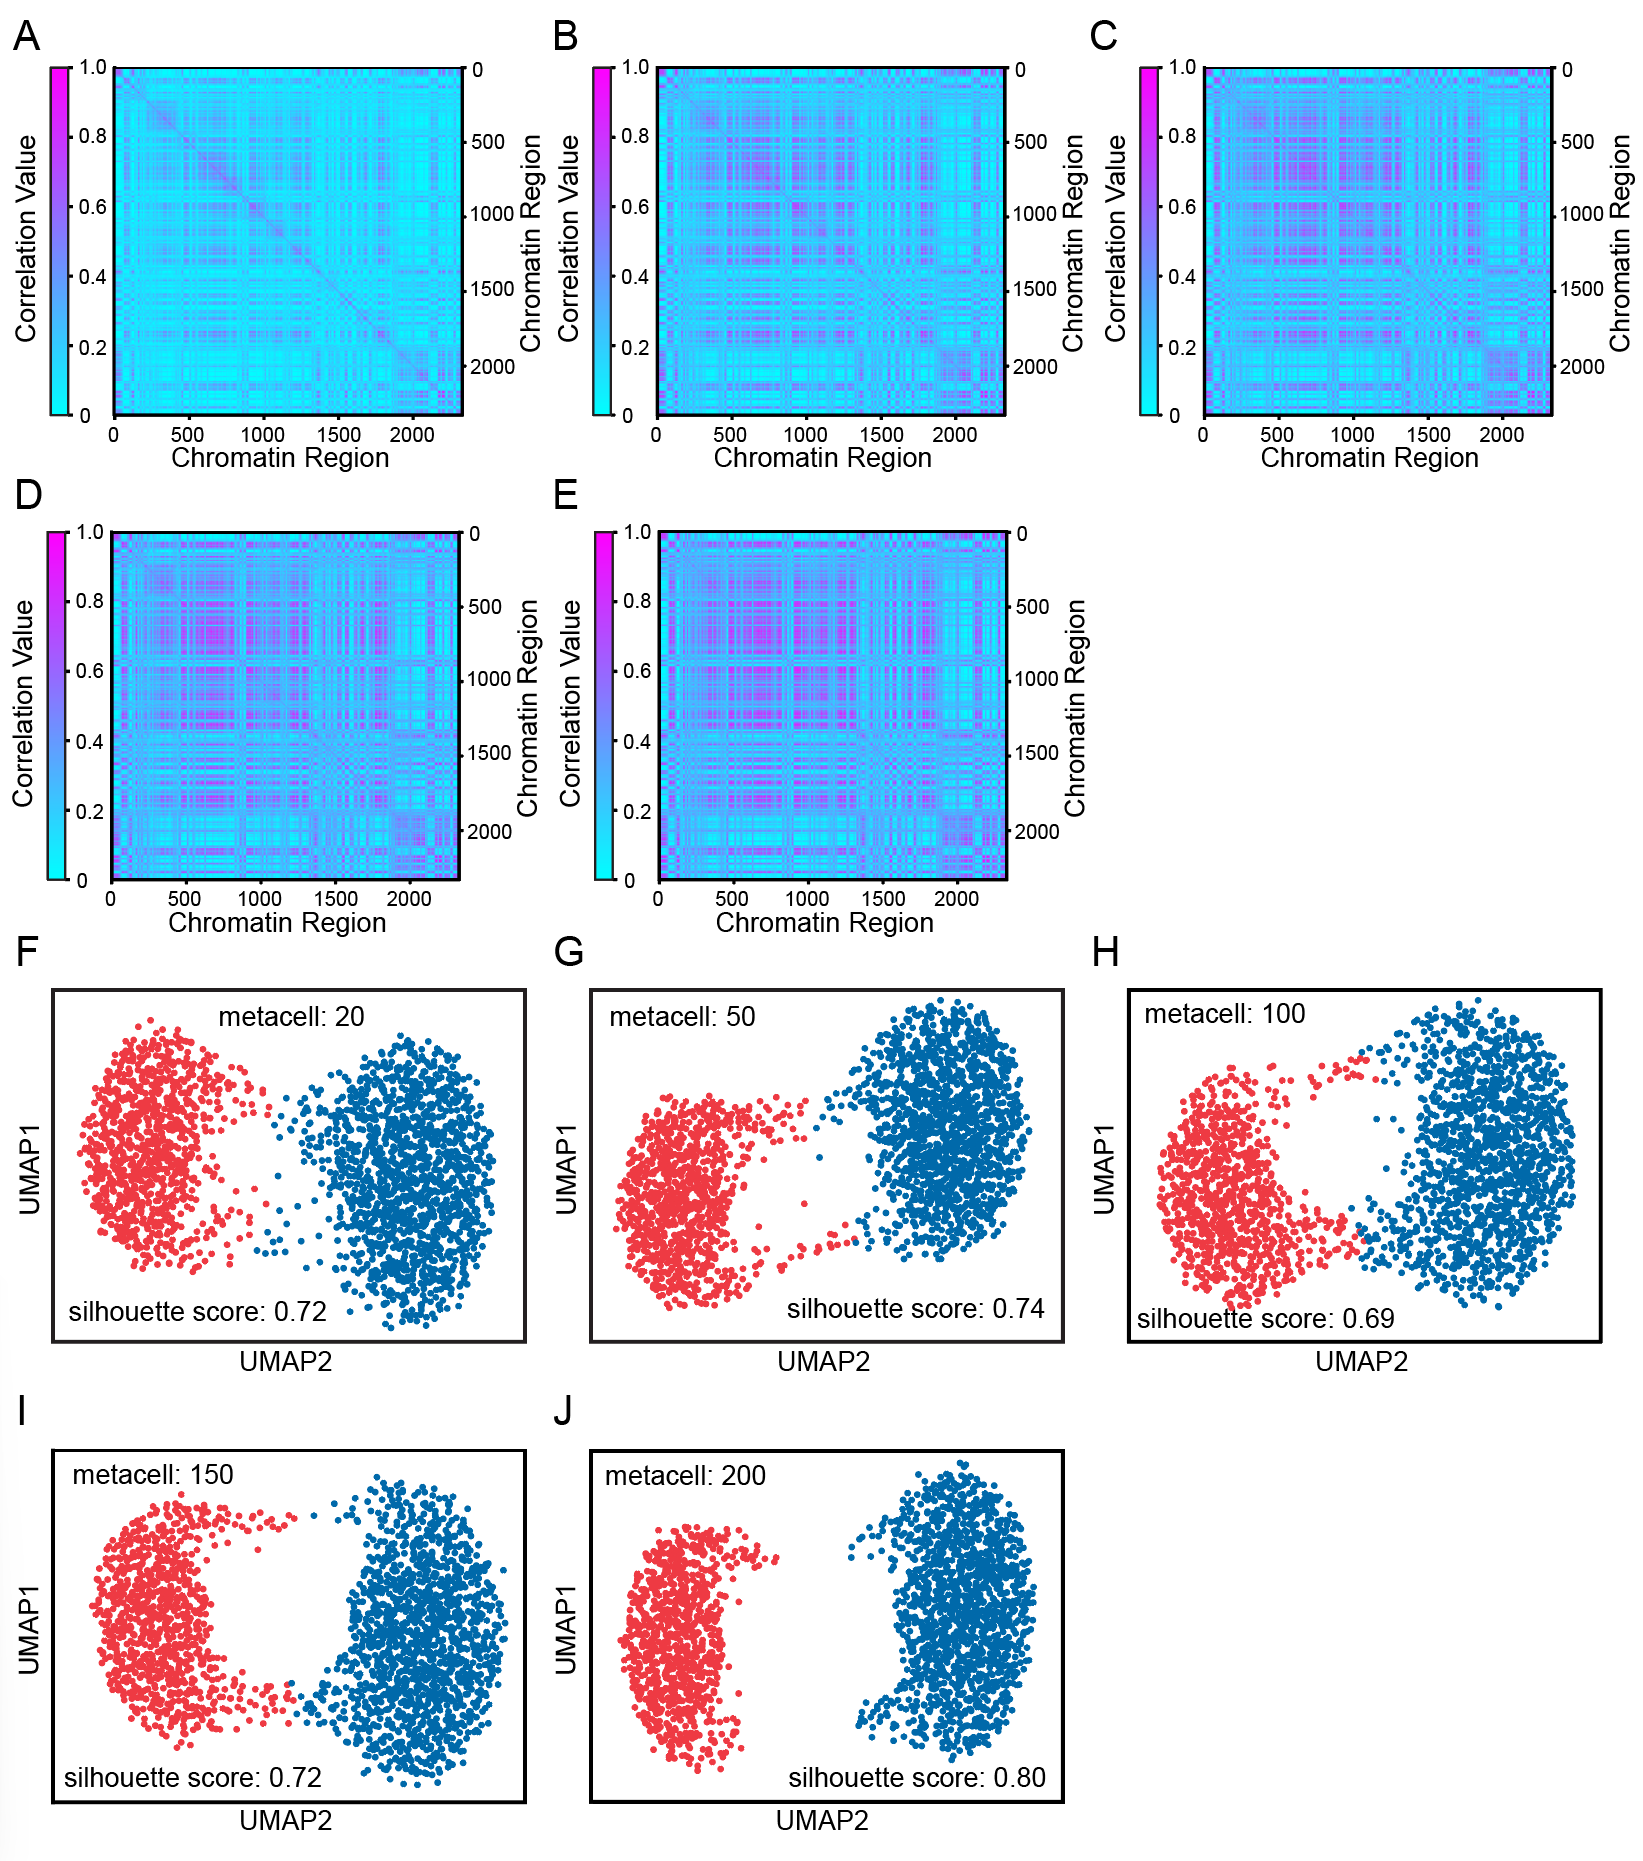 A
B
C
1.0
0.8
0.6
0.4
0.2
0
Correlation Value
0
500
1000
1500
2000
Chromatin Region
0
500
1000
1500
2000
Chromatin Region
1.0
0.8
0.6
0.4
0.2
0
Correlation Value
0
500
1000
1500
2000
Chromatin Region
0
500
1000
1500
2000
Chromatin Region
1.0
0.8
0.6
0.4
0.2
0
Correlation Value
0
500
1000
1500
2000
Chromatin Region
0
500
1000
1500
2000
Chromatin Region
D
E
1.0
0.8
0.6
0.4
0.2
0
Correlation Value
0
500
1000
1500
2000
Chromatin Region
0
500
1000
1500
2000
Chromatin Region
1.0
0.8
0.6
0.4
0.2
0
Correlation Value
0
500
1000
1500
2000
Chromatin Region
0
500
1000
1500
2000
Chromatin Region
F
metacell: 20
silhouette score: 0.72
UMAP1
UMAP2
G
metacell: 50
silhouette score: 0.74
UMAP1
UMAP2
H
metacell: 100
silhouette score: 0.69
UMAP1
UMAP2
I
metacell: 150
silhouette score: 0.72
UMAP1
UMAP2
J
metacell: 200
silhouette score: 0.80
UMAP1
UMAP2